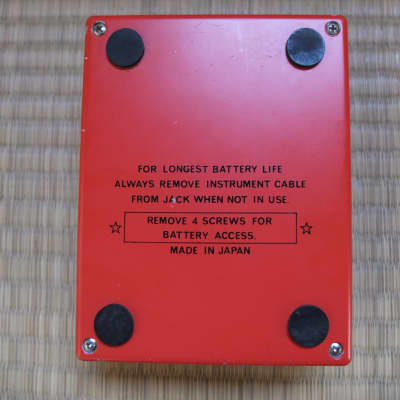 FOR LONGEST BATTERY LIFE
ALWAYS REMOVE INSTRUMENT CABLE
FROM JACK WHEN NOT IN USE.
REMOVE 4 SCREWS FOR
BATTERY ACCESS.
MADE IN JAPAN